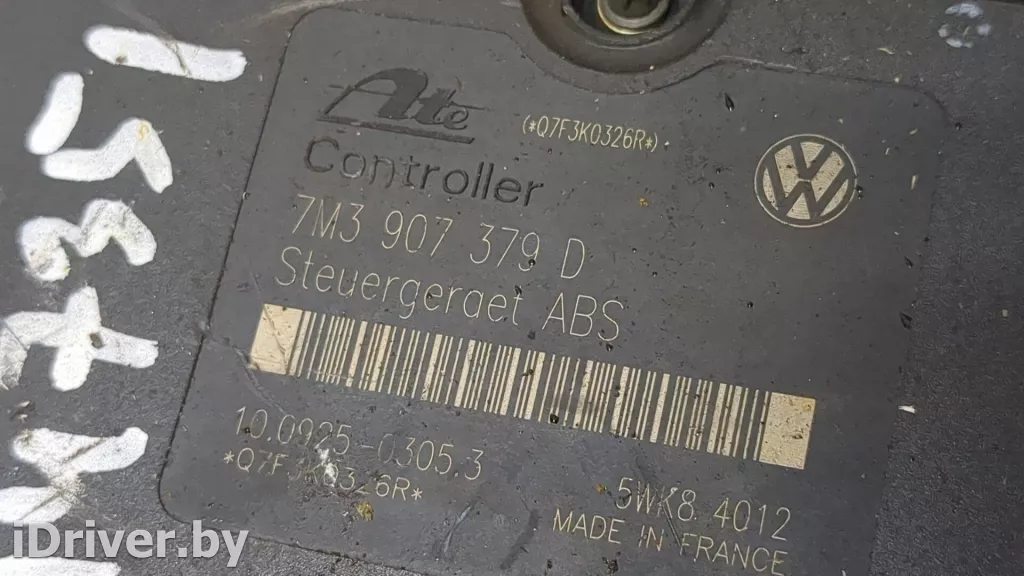 Ate
(*Q7F3K0326R*)
Controller
7M3 907 379 D
Steuergeraet ABS
10.0925-0305.3
*Q7F3K0326R*
5WK8 4012
MADE IN FRANCE
iDriver.by